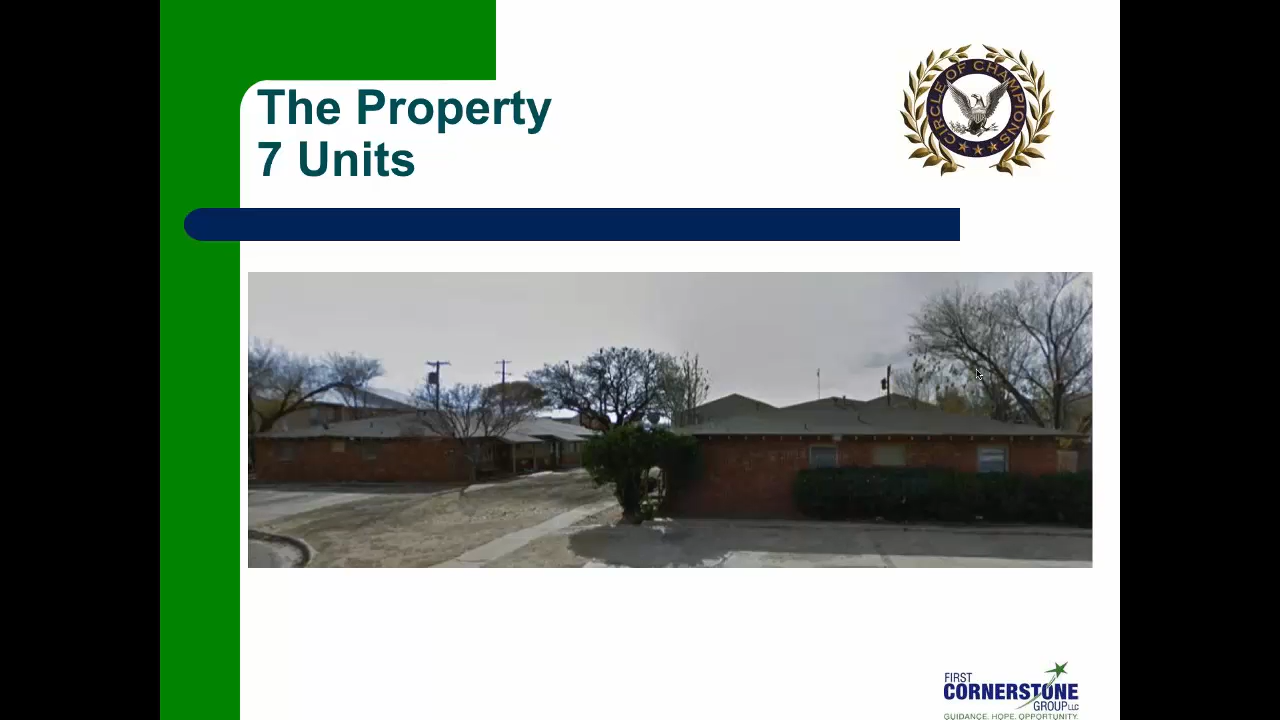 The Property
7 Units
CIRCLE OF CHAMPIONS
FIRST
CORNERSTONE
GROUP LLC
GUIDANCE. HOPE. OPPORTUNITY.